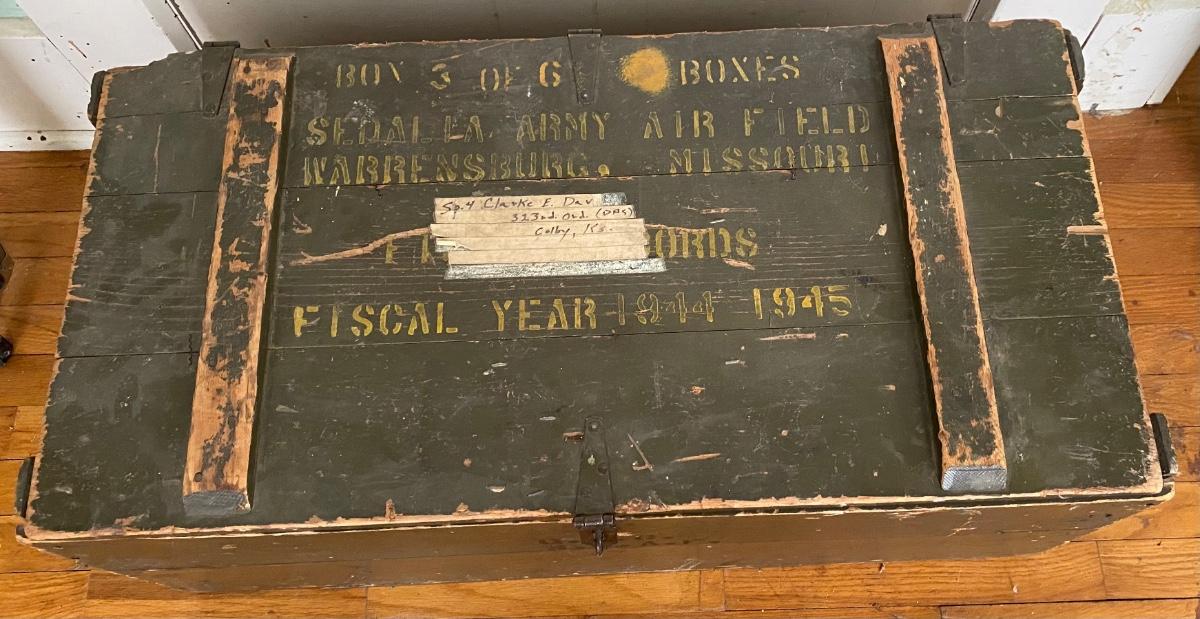 BOX 3 OF 6 BOXES
SEDALIA ARMY AIR FIELD
WARRENSBURG, MISSOURI
Sp.4 Clarke E.
323rd Ord. (DAS)
Colby, Ks.
FISCAL YEAR 1944-1945